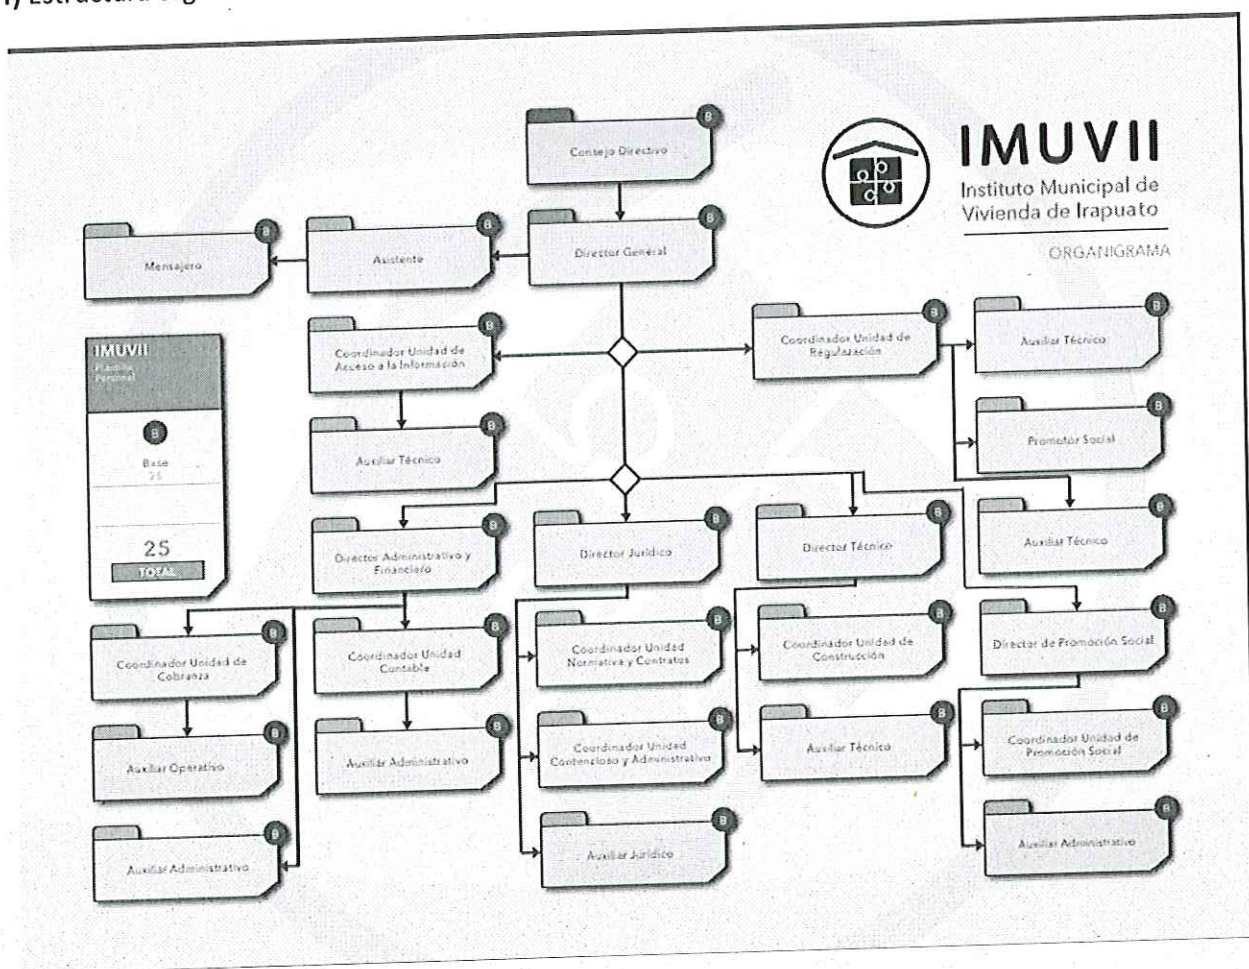 Estructura
B
Consejo Directivo
IMUVII
Instituto Municipal de
Vivienda de Irapuato
ORGANIGRAMA
B
Mensajero
B
Asistente
B
Director General
IMUVII
Plantilla
Personal
B
Base
25
25
TOTAL
B
Coordinador Unidad de
Acceso a la Información
B
Coordinador Unidad de
Regulazación
B
Auxiliar Técnico
B
Auxiliar Técnico
B
Promotor Social
B
Director Administrativo y
Financiero
B
Director Jurídico
B
Director Técnico
B
Auxiliar Técnico
B
Coordinador Unidad de
Cobranza
B
Coordinador Unidad
Contable
B
Coordinador Unidad
Normativa y Contratos
B
Coordinador Unidad de
Construcción
B
Director de Promoción Social
B
Auxiliar Operativo
B
Auxiliar Administrativo
B
Coordinador Unidad
Contencioso y Administrativo
B
Auxiliar Técnico
B
Coordinador Unidad de
Promoción Social
B
Auxiliar Administrativo
B
Auxiliar Jurídico
B
Auxiliar Administrativo